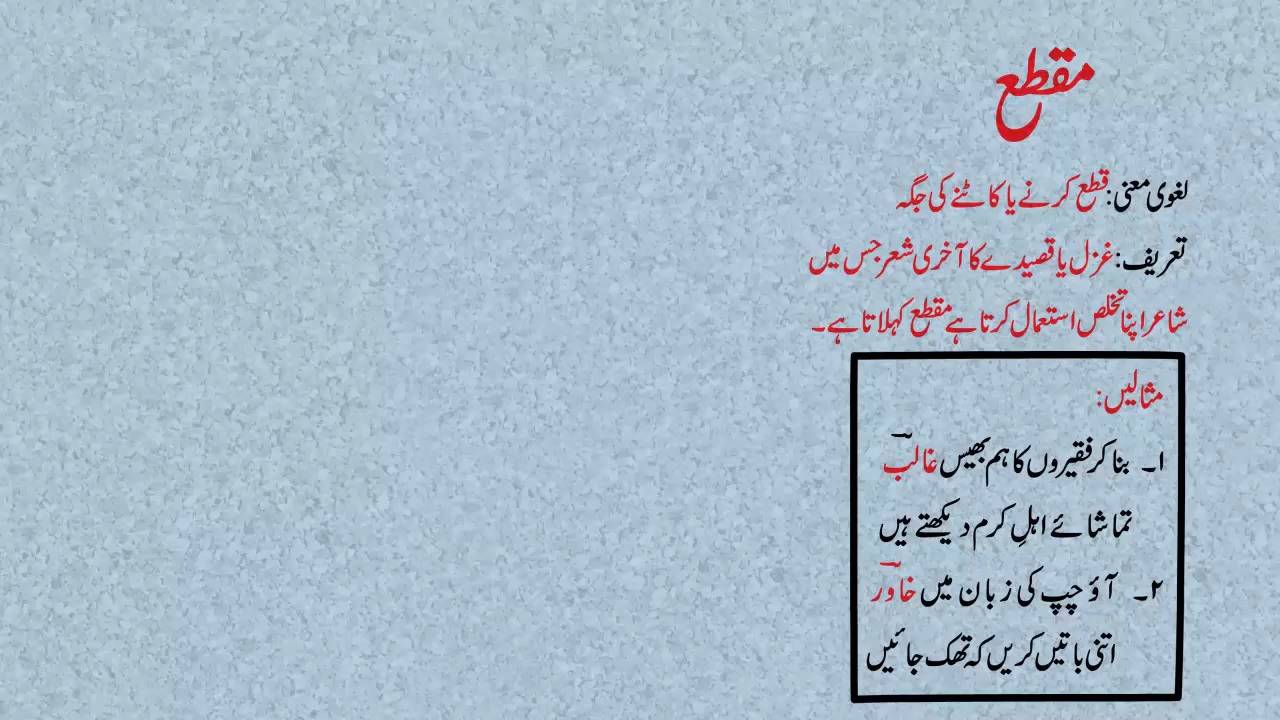 مقطع
لغوی معنی: قطع کرنے یا کاٹنے کی جگہ
تعریف: غزل یا قصیدے کا آخری شعر جس میں
شاعر اپنا تخلص استعمال کرتا ہے مقطع کہلاتا ہے۔
مثالیں:
۱۔ بنا کر فقیروں کا ہم بھیس غالبؔ
تماشائے اہلِ کرم دیکھتے ہیں
۲۔ آؤ چپ کی زبان میں خاورؔ
اتنی باتیں کریں کہ تھک جائیں